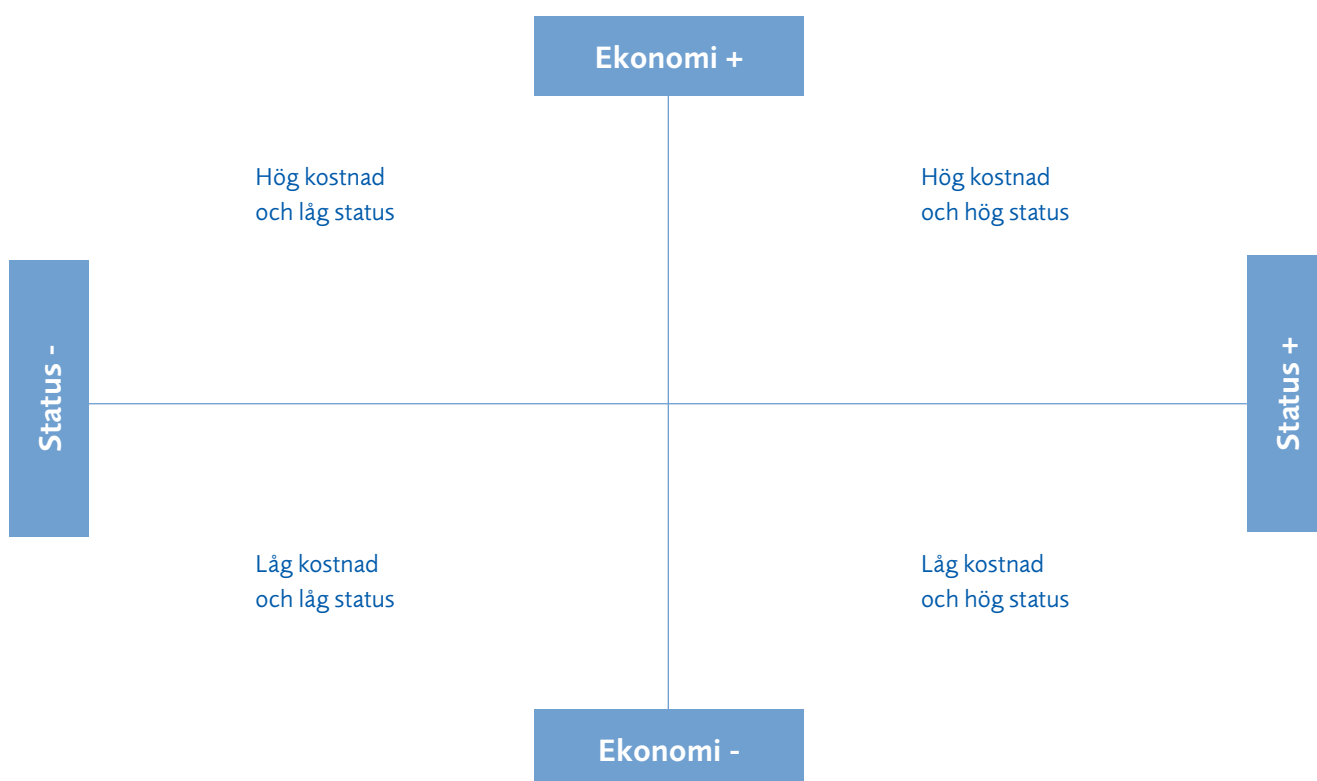 Ekonomi +
Hög kostnad
och låg status
Hög kostnad
och hög status
Status -
Status +
Låg kostnad
och låg status
Låg kostnad
och hög status
Ekonomi -